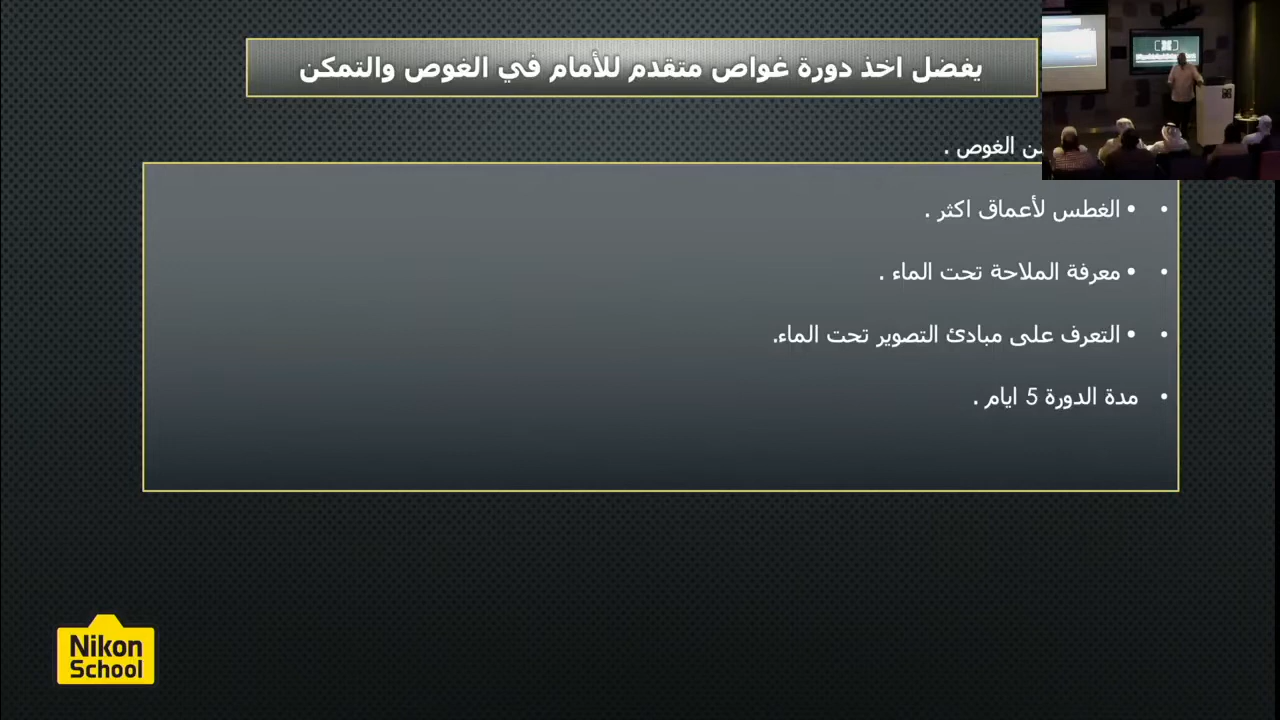 يفضل اخذ دورة غواص متقدم للأمام في الغوص والتمكن
الغوص .
• • الغطس لأعماق اكثر .
• • معرفة الملاحة تحت الماء .
• • التعرف على مبادئ التصوير تحت الماء.
• مدة الدورة 5 ايام .
Nikon
School